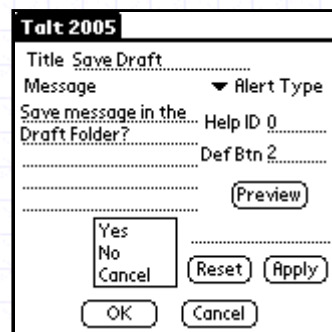 Talt 2005
Title Save Draft
Message ▼ Alert Type
Save message in the
Draft Folder?
Help ID 0
Def Btn 2
Preview
Yes
No
Cancel
Reset Apply
OK Cancel